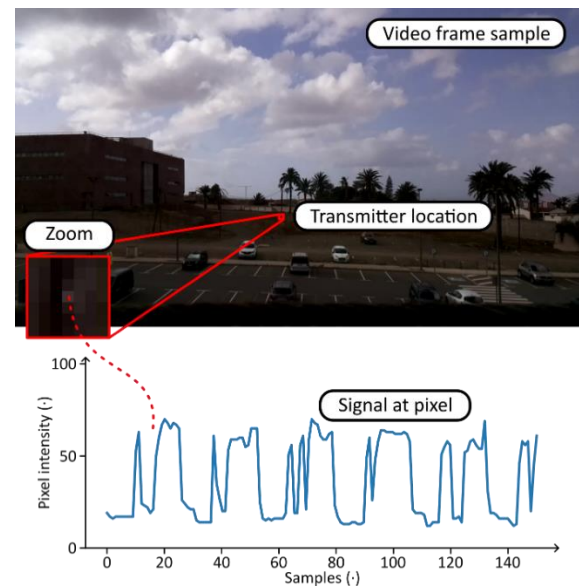 Video frame sample
Transmitter location
Zoom
100
50
0
Pixel intensity (·)
Signal at pixel
0 20 40 60 80 100 120 140
Samples (·)